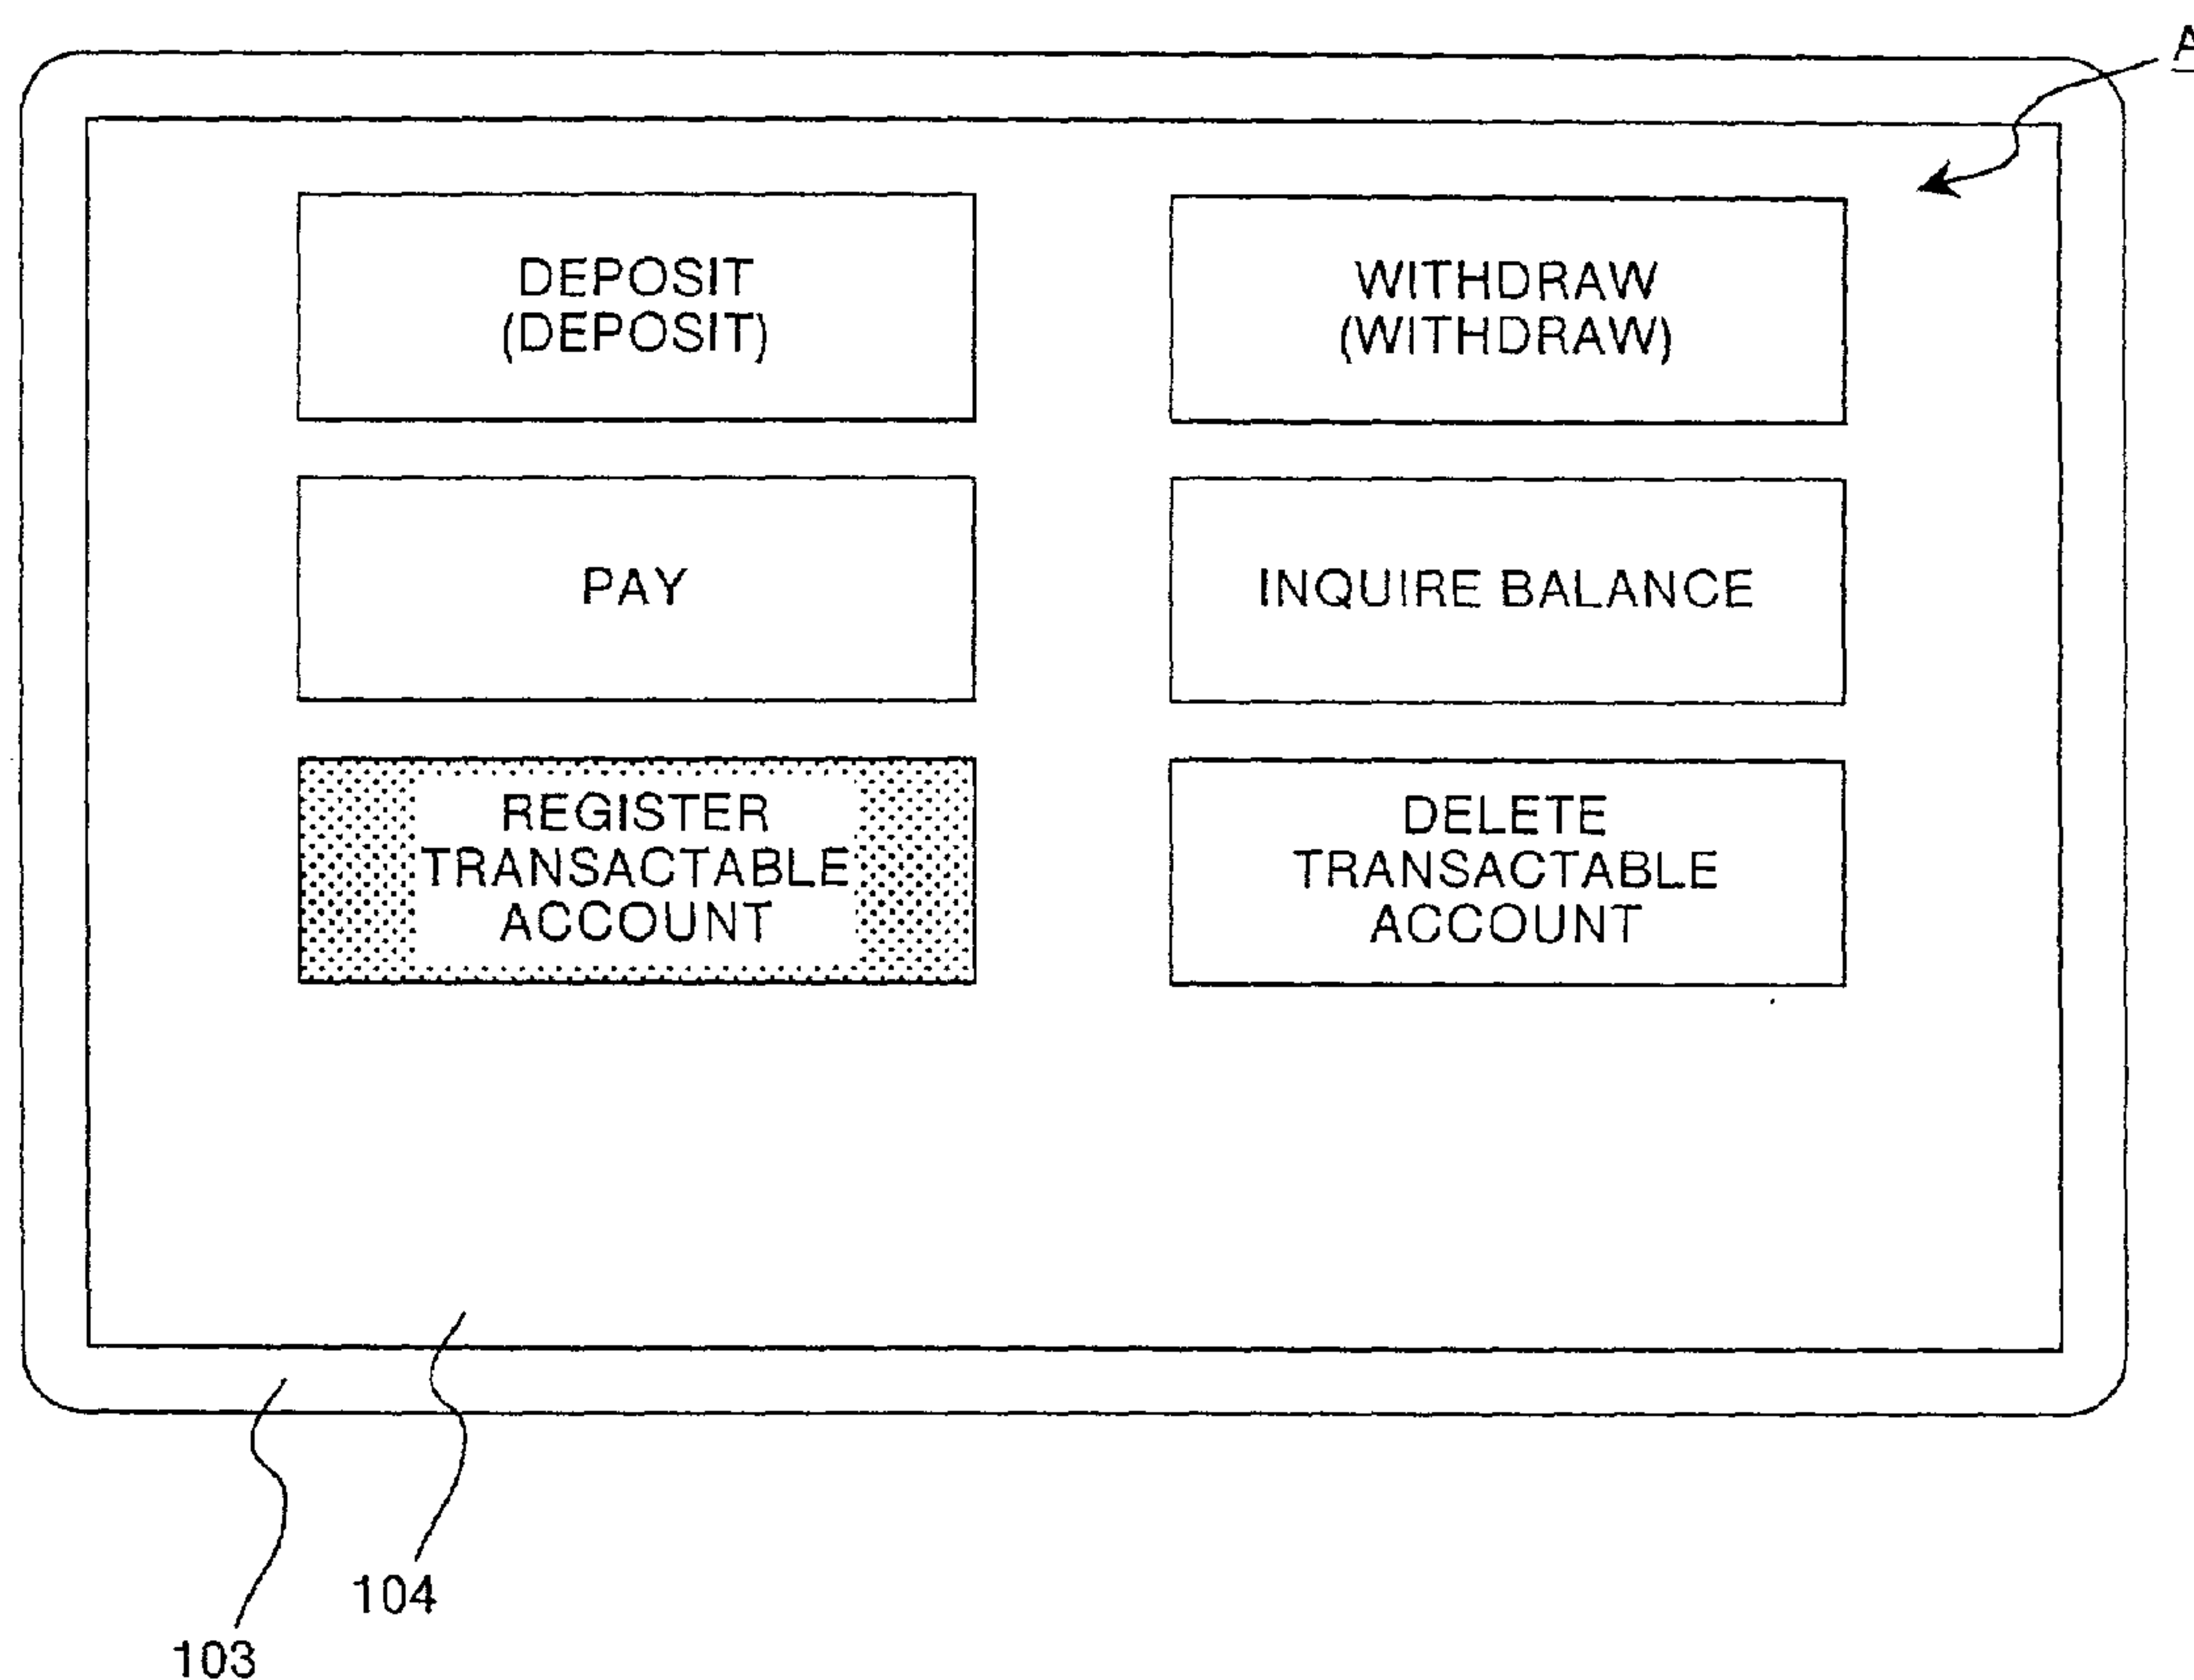 A
DEPOSIT
(DEPOSIT)
WITHDRAW
(WITHDRAW)
PAY
INQUIRE BALANCE
REGISTER
TRANSACTABLE
ACCOUNT
DELETE
TRANSACTABLE
ACCOUNT
104
103